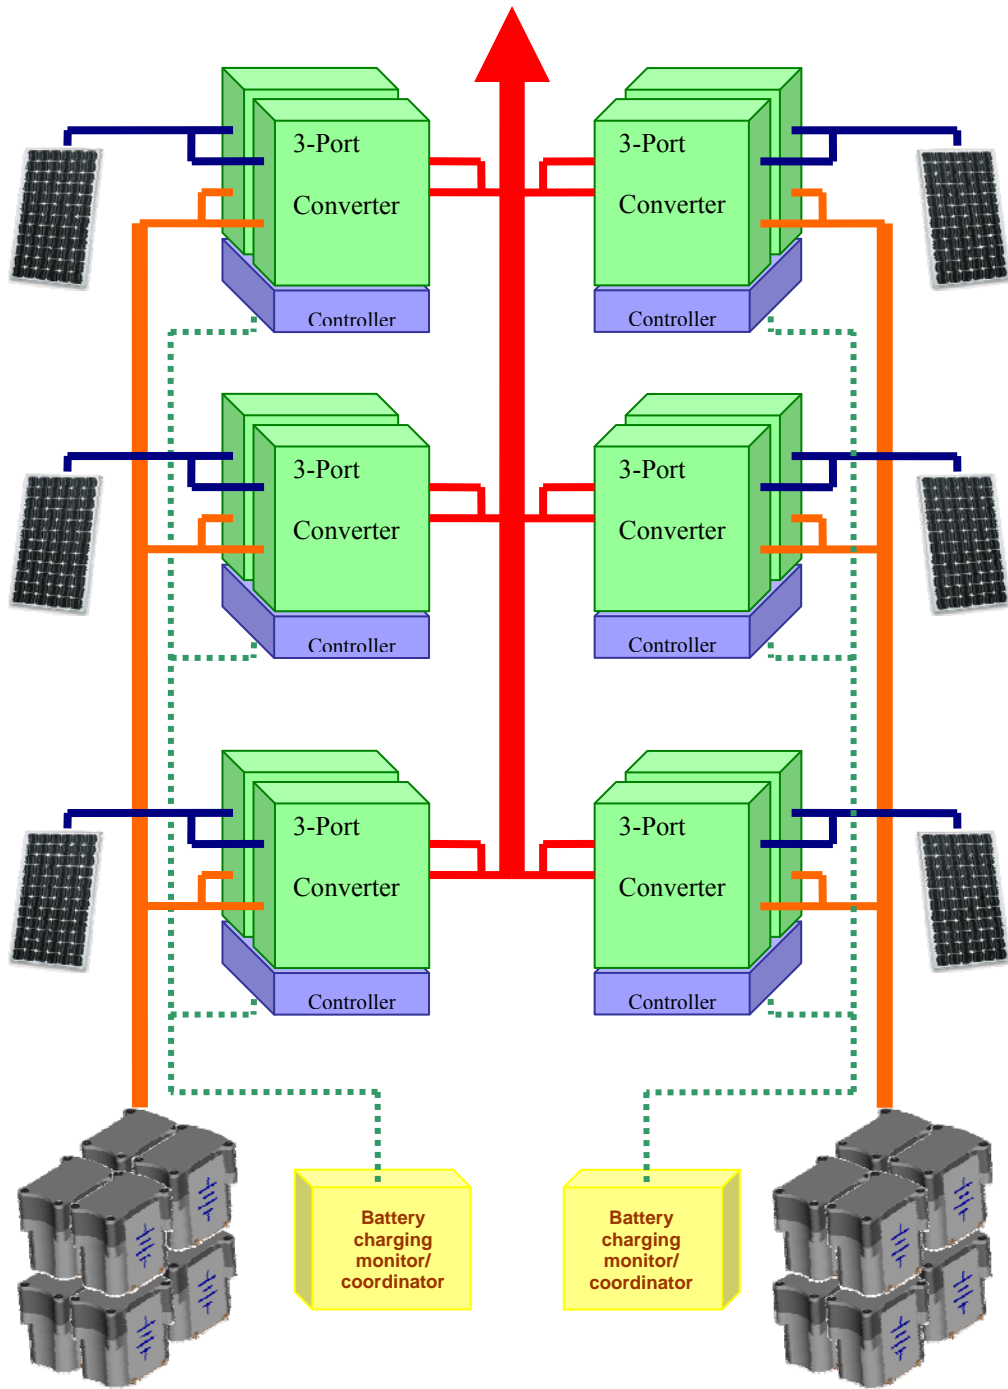 3-Port
Converter
Controller
3-Port
Converter
Controller
3-Port
Converter
Controller
3-Port
Converter
Controller
3-Port
Converter
Controller
3-Port
Converter
Controller
Battery
charging
monitor/
coordinator
Battery
charging
monitor/
coordinator